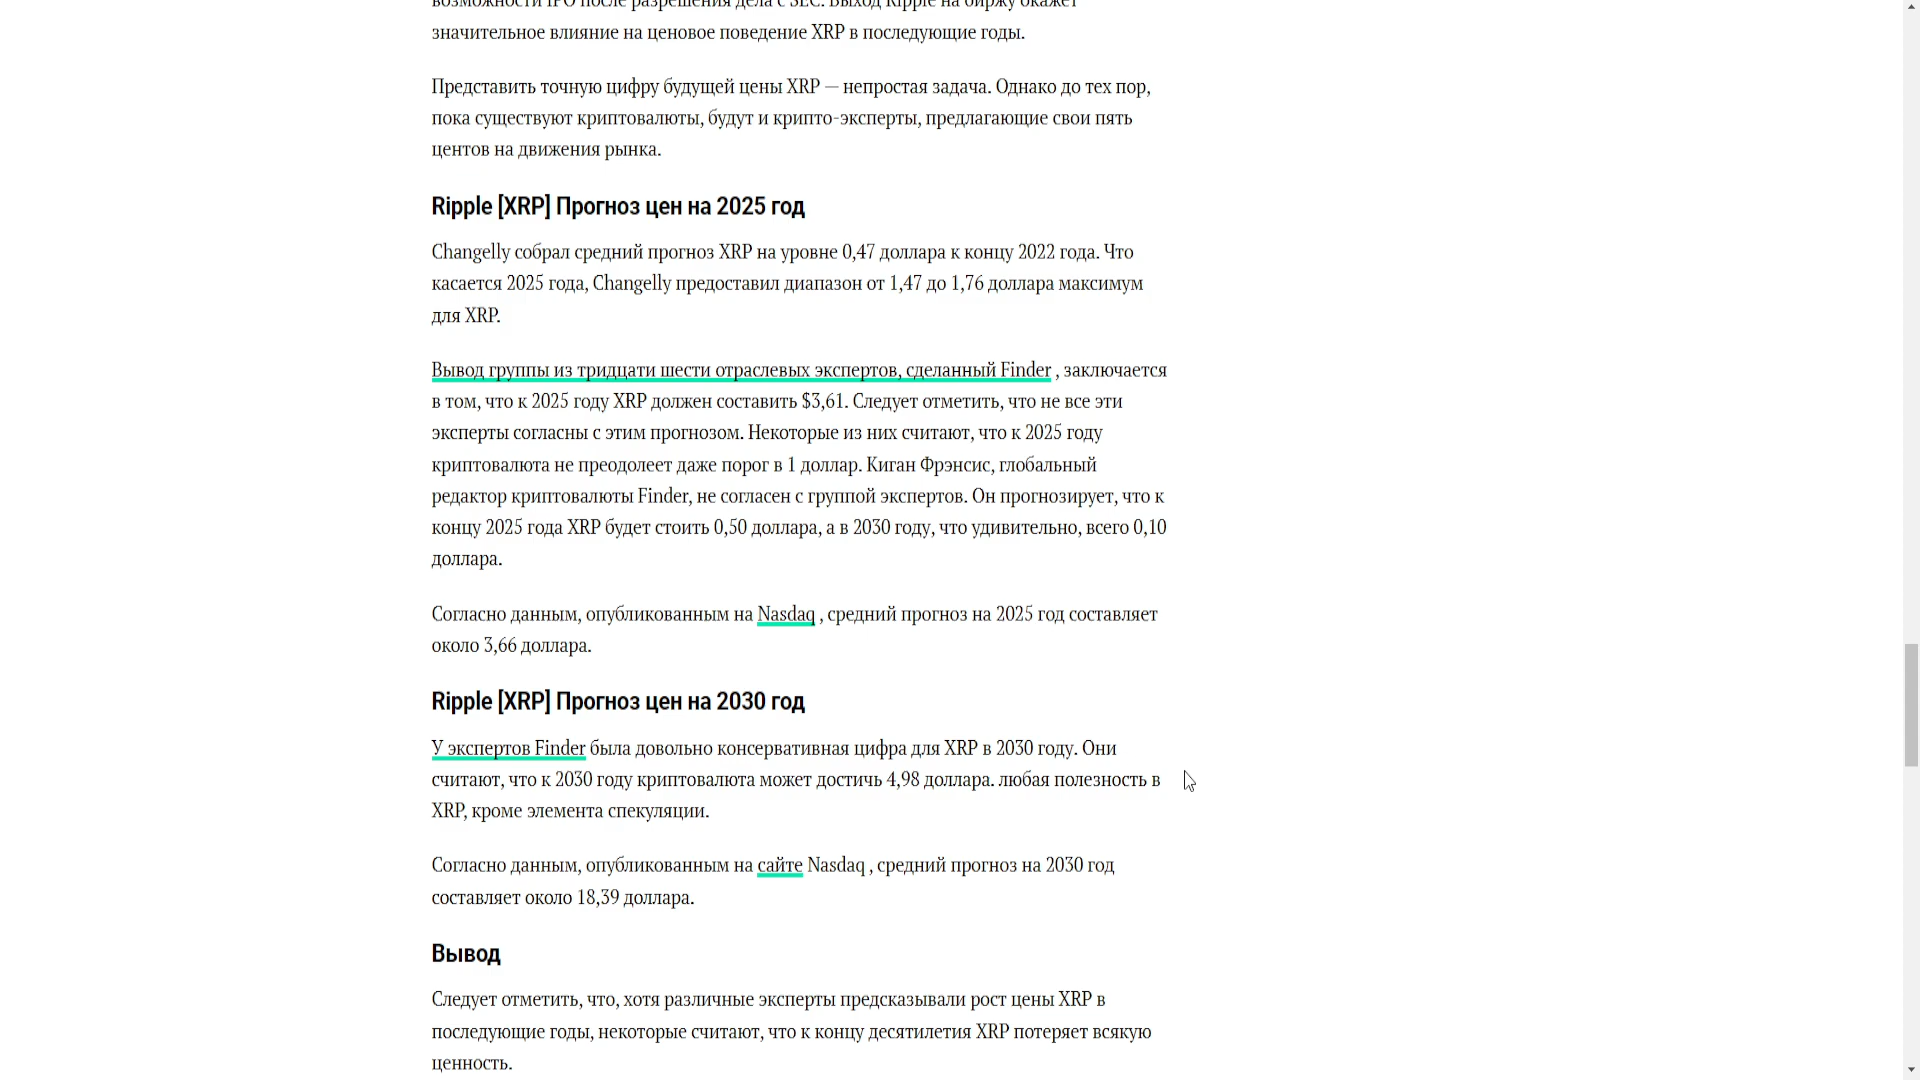 возможности IPO после разрешения дела с SEC. Выход Ripple на биржу окажет
значительное влияние на ценовое поведение XRP в последующие годы.
Представить точную цифру будущей цены XRP — непростая задача. Однако до тех пор,
пока существуют криптовалюты, будут и крипто-эксперты, предлагающие свои пять
центов на движения рынка.
Ripple [XRP] Прогноз цен на 2025 год
Changelly собрал средний прогноз XRP на уровне 0,47 доллара к концу 2022 года. Что
касается 2025 года, Changelly предоставил диапазон от 1,47 до 1,76 доллара максимум
для XRP.
Вывод группы из тридцати шести отраслевых экспертов, сделанный Finder , заключается
в том, что к 2025 году XRP должен составить $3,61. Следует отметить, что не все эти
эксперты согласны с этим прогнозом. Некоторые из них считают, что к 2025 году
криптовалюта не преодолеет даже порог в 1 доллар. Киган Фрэнсис, глобальный
редактор криптовалюты Finder, не согласен с группой экспертов. Он прогнозирует, что к
концу 2025 года XRP будет стоить 0,50 доллара, а в 2030 году, что удивительно, всего 0,10
доллара.
Согласно данным, опубликованным на Nasdaq , средний прогноз на 2025 год составляет
около 3,66 доллара.
Ripple [XRP] Прогноз цен на 2030 год
У экспертов Finder была довольно консервативная цифра для XRP в 2030 году. Они
считают, что к 2030 году криптовалюта может достичь 4,98 доллара. любая полезность в
XRP, кроме элемента спекуляции.
Согласно данным, опубликованным на сайте Nasdaq , средний прогноз на 2030 год
составляет около 18,39 доллара.
Вывод
Следует отметить, что, хотя различные эксперты предсказывали рост цены XRP в
последующие годы, некоторые считают, что к концу десятилетия XRP потеряет всякую
ценность.